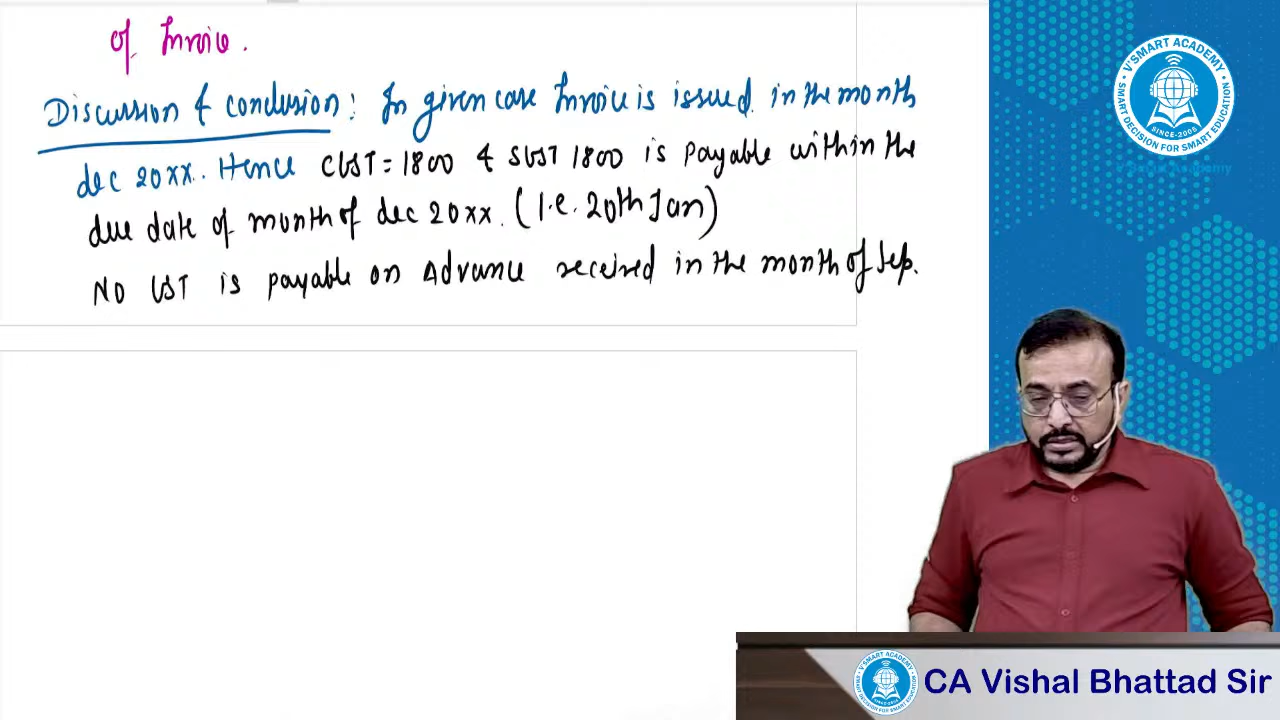 of Invoice.
Discussion & conclusion: In given case Invoice is issued in the month
dec 20xx. Hence CGST = 1800 & SGST 1800 is payable within the
due date of month of dec 20xx. (i.e. 20th Jan)
No GST is payable on Advance received in the month of Sep.
V'SMART ACADEMY
SMART DECISION FOR SMART EDUCATION
SINCE-2005
CA Vishal Bhattad Sir